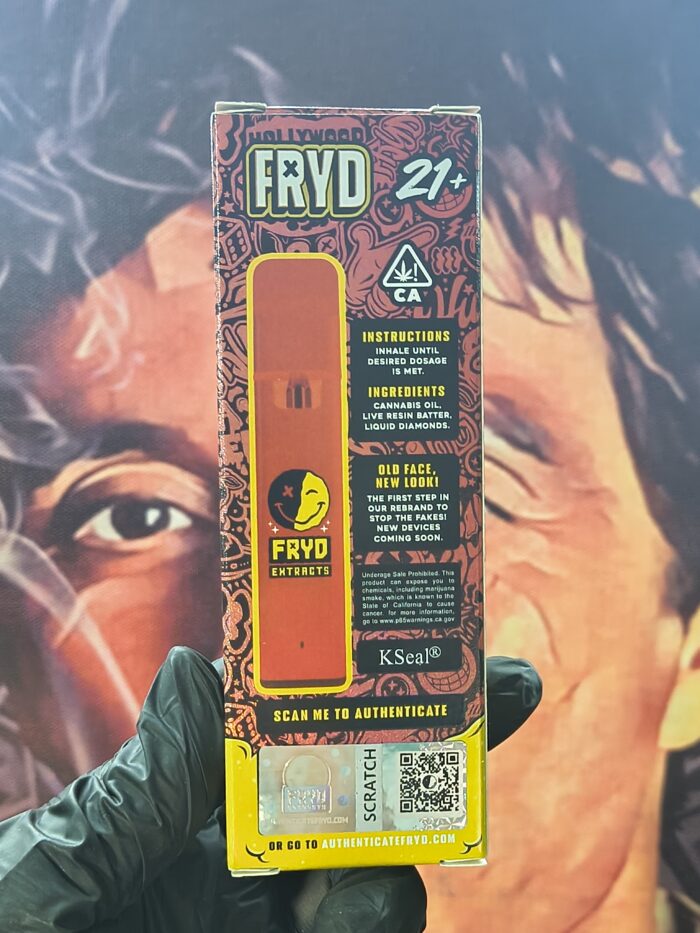 HOLLYWOOD
FRYD
21+
CA
INSTRUCTIONS
INHALE UNTIL
DESIRED DOSAGE
IS MET.
INGREDIENTS
CANNABIS OIL,
LIVE RESIN BATTER,
LIQUID DIAMONDS.
OLD FACE,
NEW LOOK!
THE FIRST STEP IN
OUR REBRAND TO
STOP THE FAKES!
NEW DEVICES
COMING SOON.
FRYD
EXTRACTS
Underage Sale Prohibited. This
product can expose you to
chemicals, including marijuana
smoke, which is known to the
State of California to cause
cancer. for more information,
go to www.p65warnings.ca.gov
KSeal®
SCAN ME TO AUTHENTICATE
FRYD
EXTRACTS
SCRATCH
OR GO TO AUTHENTICATEFRYD.COM